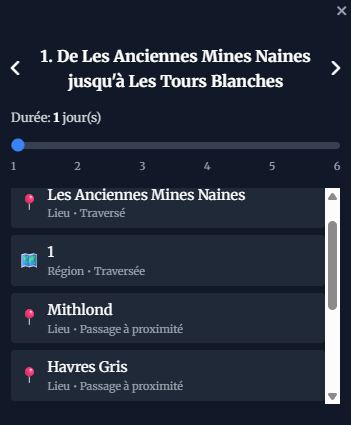 1. De Les Anciennes Mines Naines
jusqu'à Les Tours Blanches
Durée: 1 jour(s)
1 2 3 4 5 6
Les Anciennes Mines Naines
Lieu • Traversé
1
Région • Traversée
Mithlond
Lieu • Passage à proximité
Havres Gris
Lieu • Passage à proximité